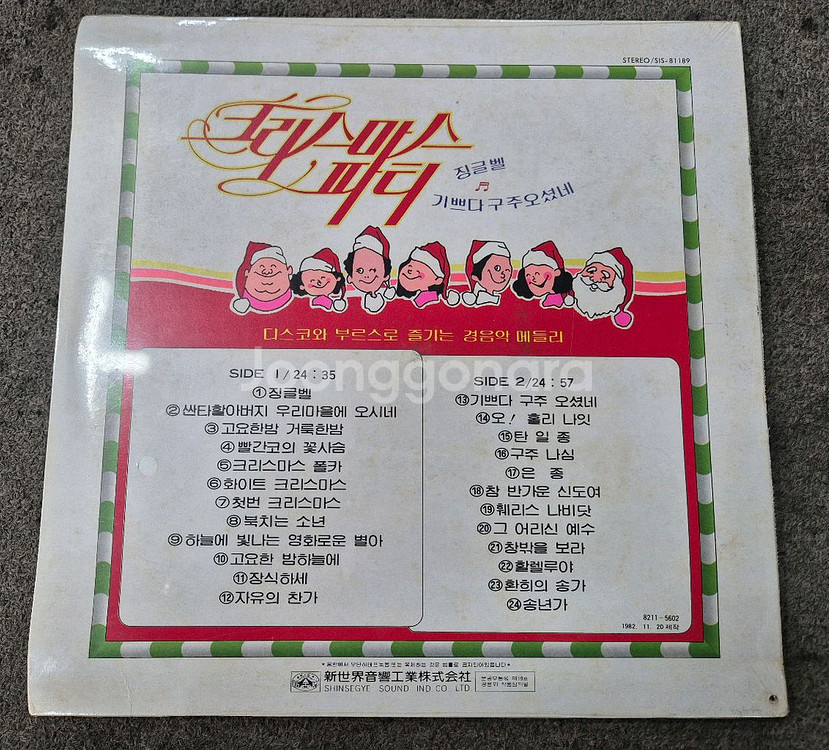 STEREO/SIS-81189
크리스마스
파티
징글벨
기쁘다 구주 오셨네
디스코와 부르스로 즐기는 경음악 메들리
Joonggonara
SIDE 1/24:35
①징글벨
②싼타할아버지 우리마을에 오시네
③고요한밤 거룩한밤
④빨간코의 꽃사슴
⑤크리스마스 폴카
⑥화이트 크리스마스
⑦첫번 크리스마스
⑧북치는 소년
⑨하늘에 빛나는 영화로운 별아
⑩고요한 밤하늘에
⑪장식하세
⑫자유의 찬가
SIDE 2/24:57
⑬기쁘다 구주 오셨네
⑭오! 홀리 나잇
⑮탄 일 종
⑯구주 나심
⑰은 종
⑱참 반가운 신도여
⑲훼리스 나비닷
⑳그 어리신 예수
㉑창밖을 보라
㉒활렐루야
㉓환희의 송가
㉔송년가
8211-5602
1982. 11. 20 제작
新世界音響工業株式会社
SHINSEGYE SOUND IND. CO. LTD.